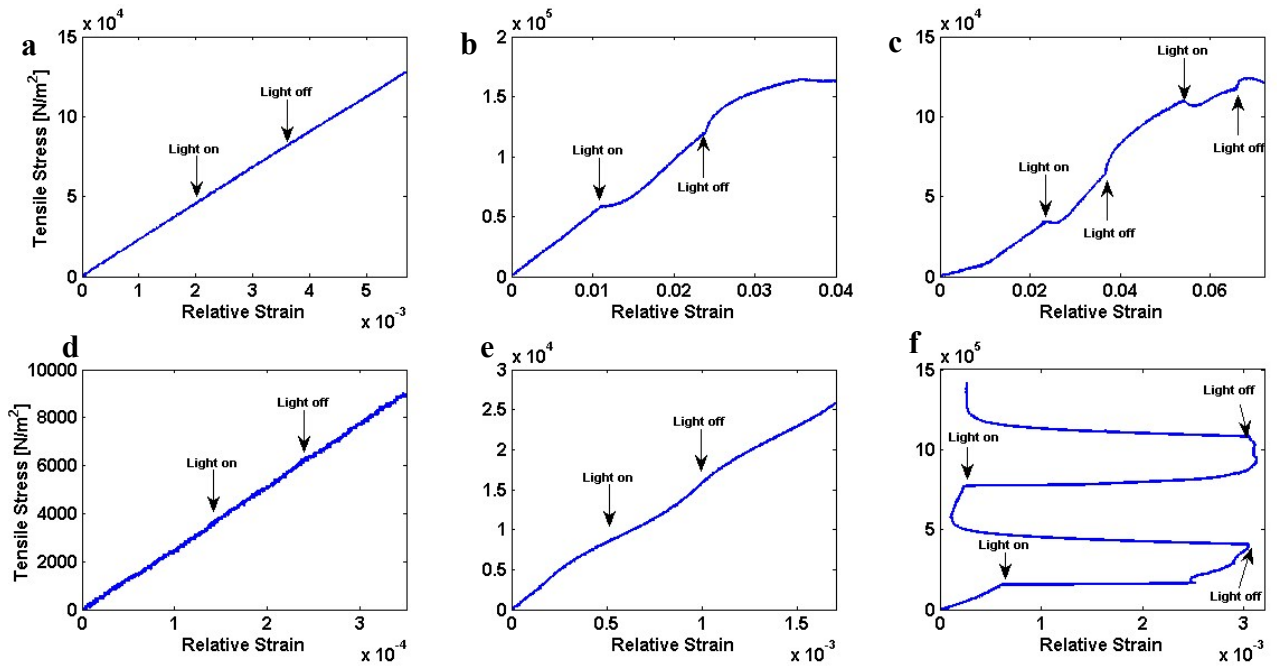 a
x 10^4
15
10
5
0
Tensile Stress [N/m^2]
Light on
Light off
0 1 2 3 4 5
Relative Strain
x 10^-3
b
x 10^5
2
1.5
1
0.5
0
Light on
Light off
0 0.01 0.02 0.03 0.04
Relative Strain
c
x 10^4
15
10
5
0
Light on
Light off
Light on
Light off
0 0.02 0.04 0.06
Relative Strain
d
10000
8000
6000
4000
2000
0
Tensile Stress [N/m^2]
Light on
Light off
0 1 2 3
Relative Strain
x 10^-4
e
x 10^4
3
2.5
2
1.5
1
0.5
0
Light on
Light off
0 0.5 1 1.5
Relative Strain
x 10^-3
f
x 10^5
15
10
5
0
Light off
Light on
Light on
Light off
0 1 2 3
Relative Strain
x 10^-3